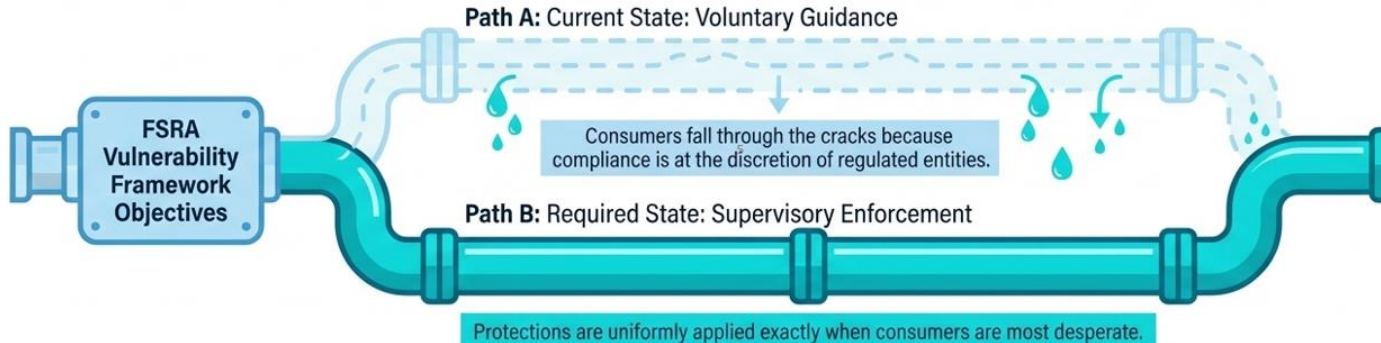 Path A: Current State: Voluntary Guidance
FSRA
Vulnerability
Framework
Objectives
Consumers fall through the cracks because
compliance is at the discretion of regulated entities.
Path B: Required State: Supervisory Enforcement
Protections are uniformly applied exactly when consumers are most desperate.